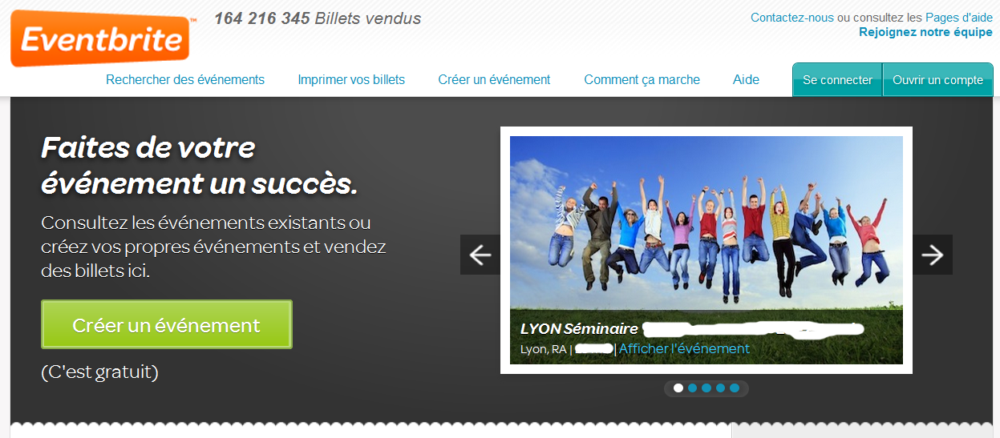 Eventbrite™
164 216 345 Billets vendus
Contactez-nous ou consultez les Pages d'aide
Rejoignez notre équipe
Rechercher des événements
Imprimer vos billets
Créer un événement
Comment ça marche
Aide
Se connecter
Ouvrir un compte
Faites de votre
événement un succès.
Consultez les événements existants ou
créez vos propres événements et vendez
des billets ici.
Créer un événement
(C'est gratuit)
LYON Séminaire
Lyon, RA | | Afficher l'événement